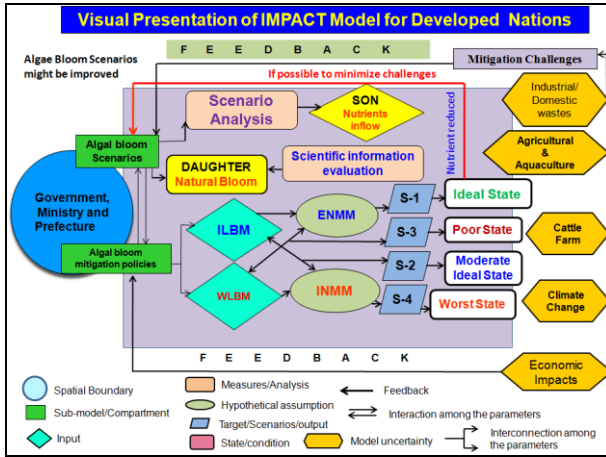 Visual Presentation of IMPACT Model for Developed Nations
F E E D B A C K
Algae Bloom Scenarios
might be improved
Mitigation Challenges
If possible to minimize challenges
Industrial/
Domestic
wastes
Scenario
Analysis
SON
Nutrients
inflow
Algal bloom
Scenarios
Nutrient reduced
Agricultural
&
Aquaculture
DAUGHTER
Natural Bloom
Scientific information
evaluation
Government,
Ministry and
Prefecture
S-1
Ideal State
ILBM
ENMM
S-3
Poor State
Cattle
Farm
Algal bloom
mitigation policies
S-2
Moderate
Ideal State
WLBM
INMM
S-4
Worst State
Climate
Change
F E E D B A C K
Economic
Impacts
Spatial Boundary
Measures/Analysis
Feedback
Sub-model/Compartment
Hypothetical assumption
Interaction among the parameters
Input
Target/Scenarios/output
State/condition
Model uncertainty
Interconnection among
the parameters